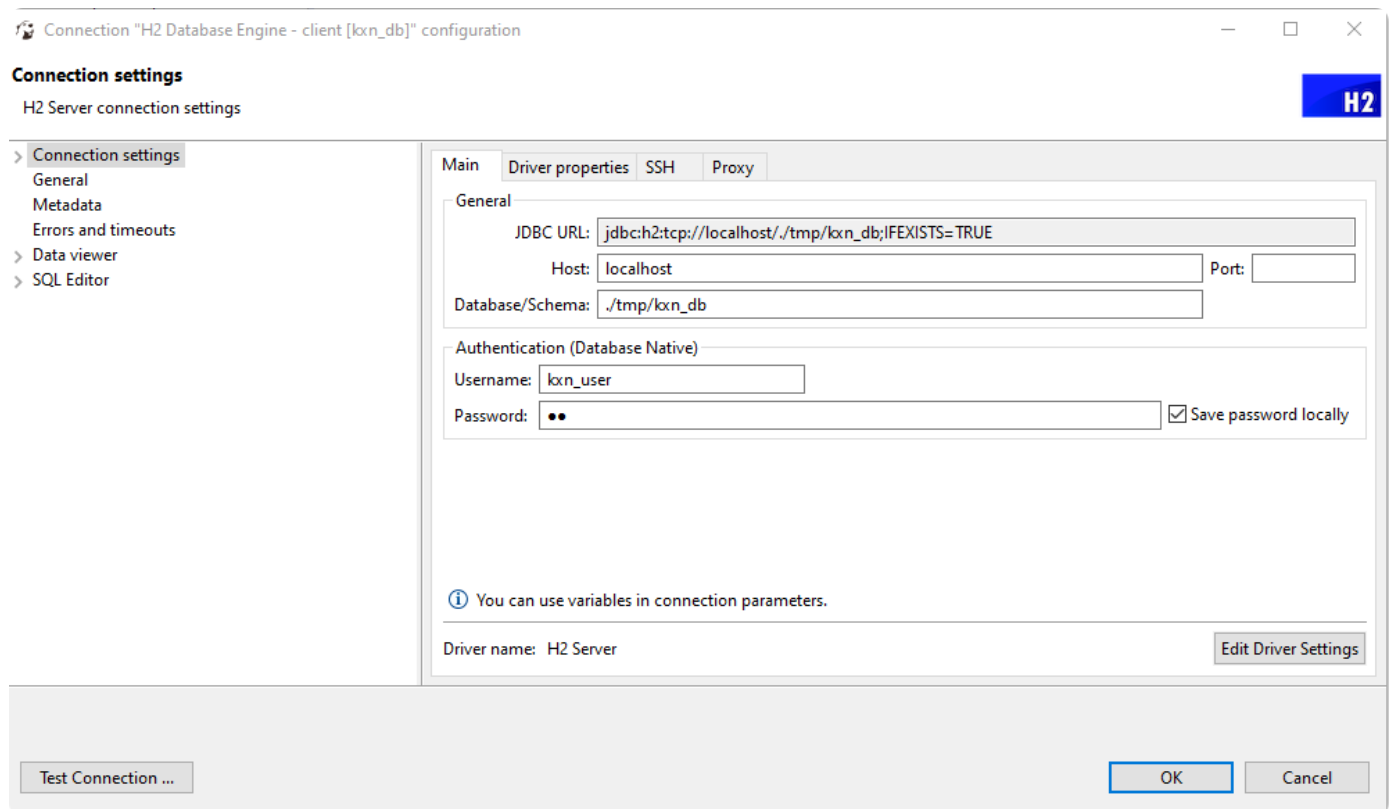 Connection "H2 Database Engine - client [kxn_db]" configuration
Connection settings
H2 Server connection settings
H2
Connection settings
General
Metadata
Errors and timeouts
Data viewer
SQL Editor
Main Driver properties SSH Proxy
General
JDBC URL: jdbc:h2:tcp://localhost/./tmp/kxn_db;IFEXISTS=TRUE
Host: localhost Port:
Database/Schema: ./tmp/kxn_db
Authentication (Database Native)
Username: kxn_user
Password: ●● Save password locally
You can use variables in connection parameters.
Driver name: H2 Server Edit Driver Settings
Test Connection ... OK Cancel